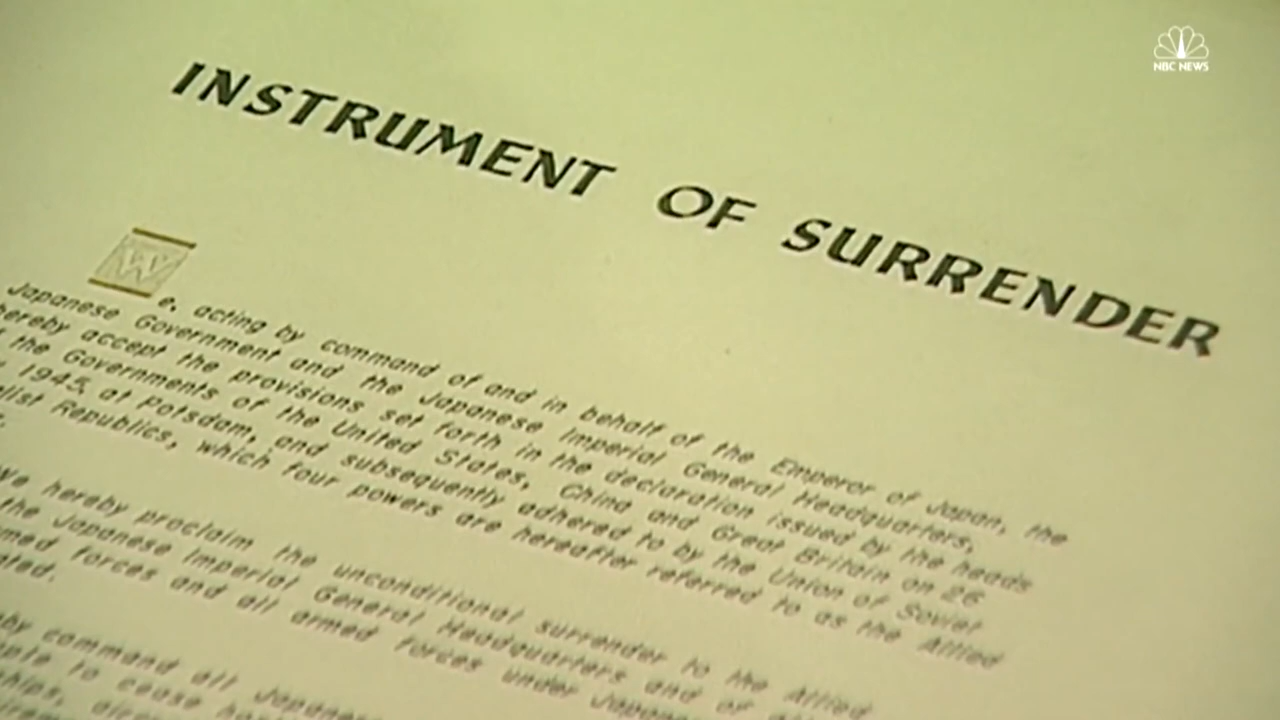 NBC NEWS
INSTRUMENT OF SURRENDER
We, acting by command of and in behalf of the Emperor of Japan, the
Japanese Government and the Japanese Imperial General Headquarters,
hereby accept the provisions set forth in the declaration issued by the heads
the Governments of the United States, China and Great Britain on 26
1945, at Potsdam, and subsequently adhered to by the Union of Soviet
Republics, which four powers are hereafter referred to as the Allied
We hereby proclaim the unconditional surrender to the Allied
the Japanese Imperial General Headquarters and of
forces and all armed forces under
command all
to cease